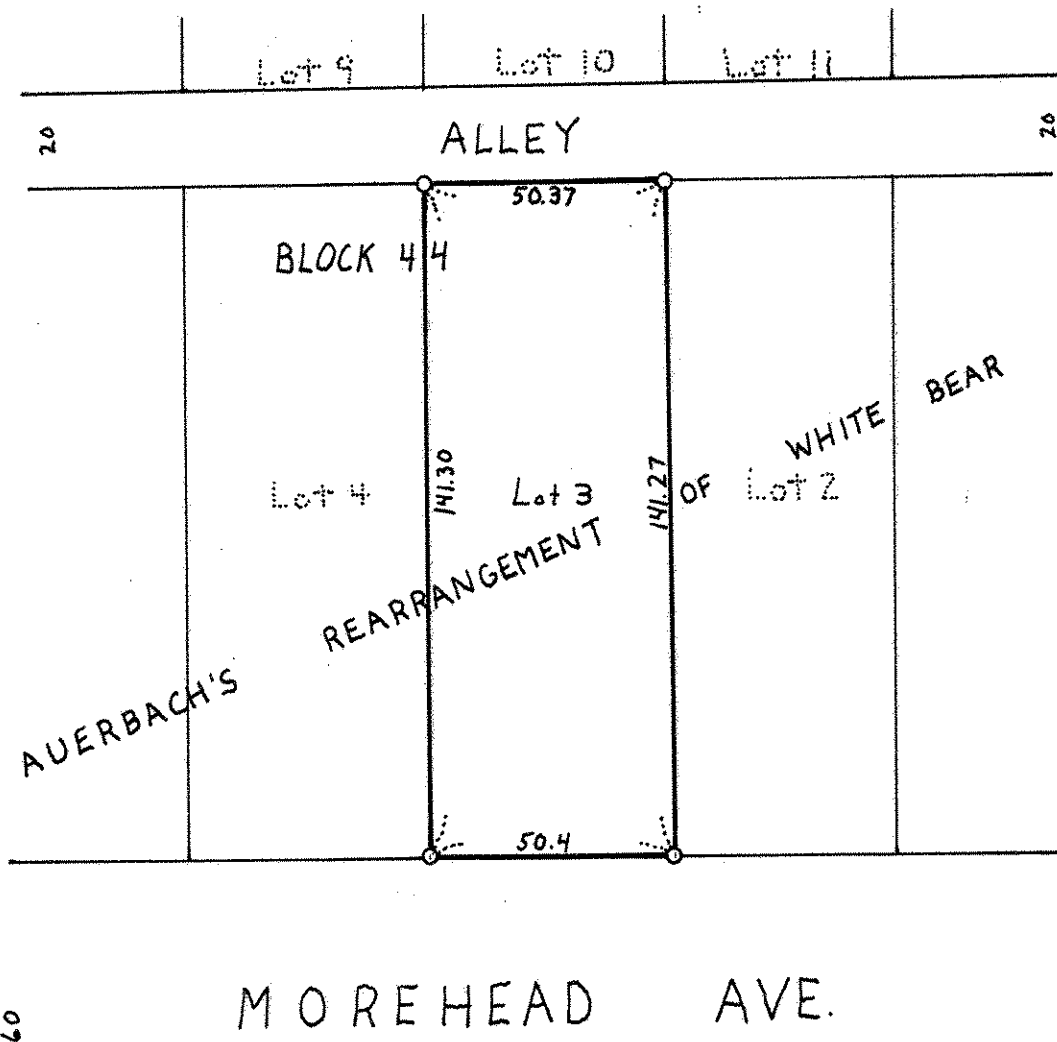 Lot 9 Lot 10 Lot 11
20 ALLEY 20
50.37
BLOCK 44
Lot 4 141.30 Lot 3 141.27 Lot 2
AUERBACH'S REARRANGEMENT OF WHITE BEAR
50.4
60 MOREHEAD AVE.